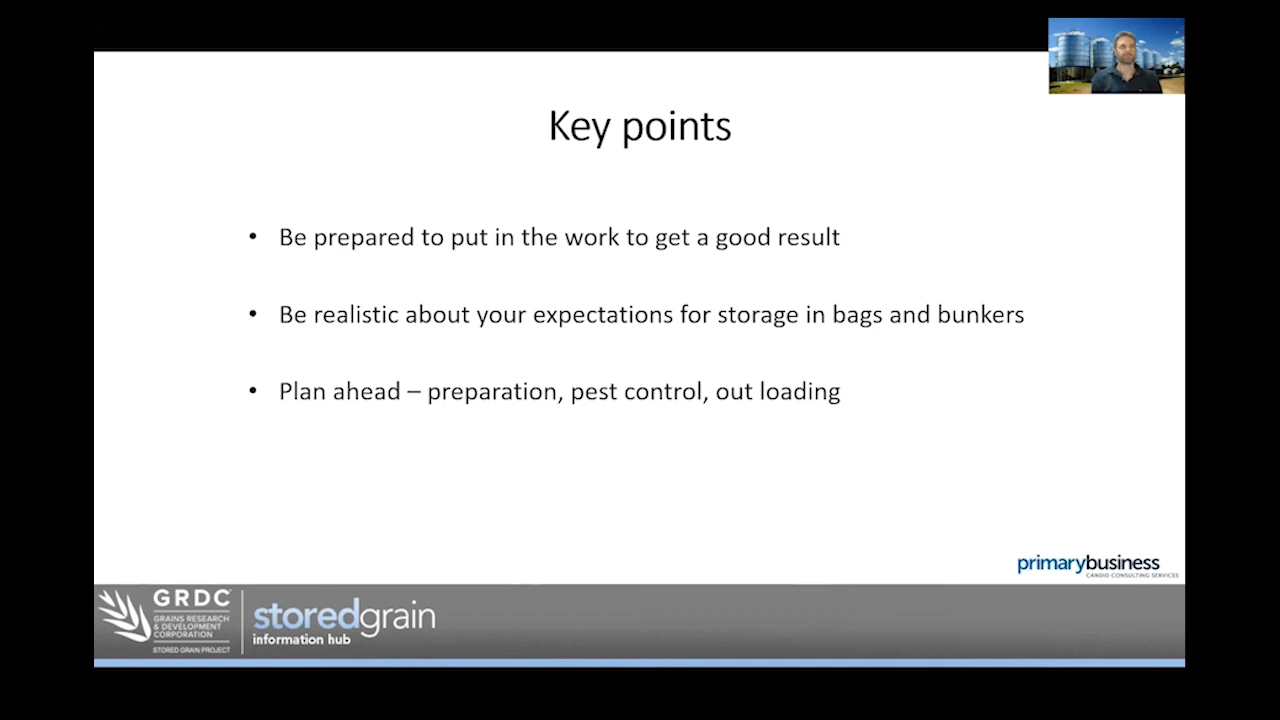 Key points
• Be prepared to put in the work to get a good result
• Be realistic about your expectations for storage in bags and bunkers
• Plan ahead – preparation, pest control, out loading
primarybusiness
CANDID CONSULTING SERVICES
GRDC
GRAINS RESEARCH
& DEVELOPMENT
CORPORATION
STORED GRAIN PROJECT
storedgrain
information hub